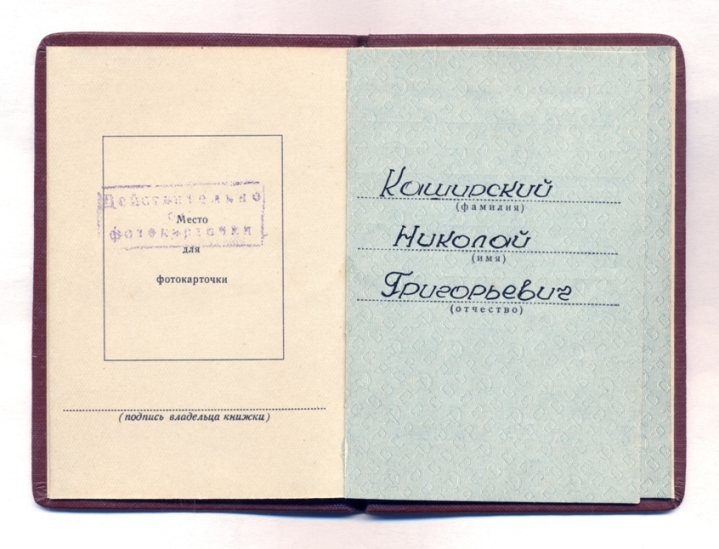 Действительно
фотокарточки
Место
для
фотокарточки
(подпись владельца книжки)
Каширский
(фамилия)
Николай
(имя)
Григорьевич
(отчество)